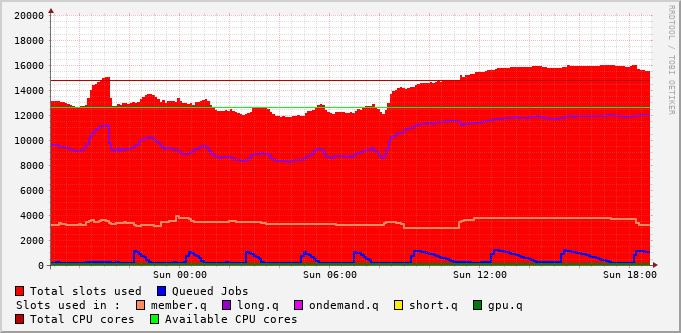 20000
18000
16000
14000
12000
10000
8000
6000
4000
2000
0
Sun 00:00 Sun 06:00 Sun 12:00 Sun 18:00
Total slots used Queued Jobs
Slots used in : member.q long.q ondemand.q short.q gpu.q
Total CPU cores Available CPU cores
RRDTOOL / TOBI OETIKER